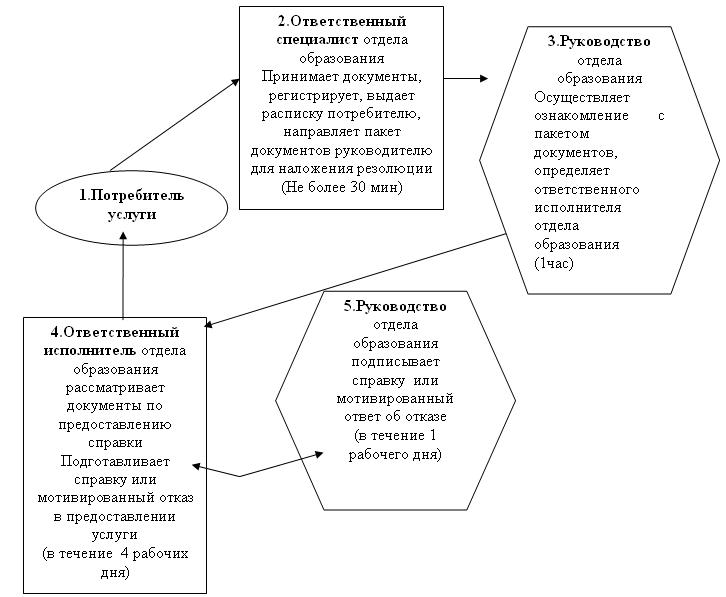 1.Потребитель
услуги
2.Ответственный
специалист отдела
образования
Принимает документы,
регистрирует, выдает
расписку потребителю,
направляет пакет
документов руководителю
для наложения резолюции
(Не более 30 мин)
3.Руководство
отдела
образования
Осуществляет
ознакомление с
пакетом
документов,
определяет
ответственного
исполнителя
отдела
образования
(1час)
4.Ответственный
исполнитель отдела
образования
рассматривает
документы по
предоставлению
справки
Подготавливает
справку или
мотивированный отказ
в предоставлении
услуги
(в течение 4 рабочих
дня)
5.Руководство
отдела
образования
подписывает
справку или
мотивированный
ответ об отказе
(в течение 1
рабочего дня)